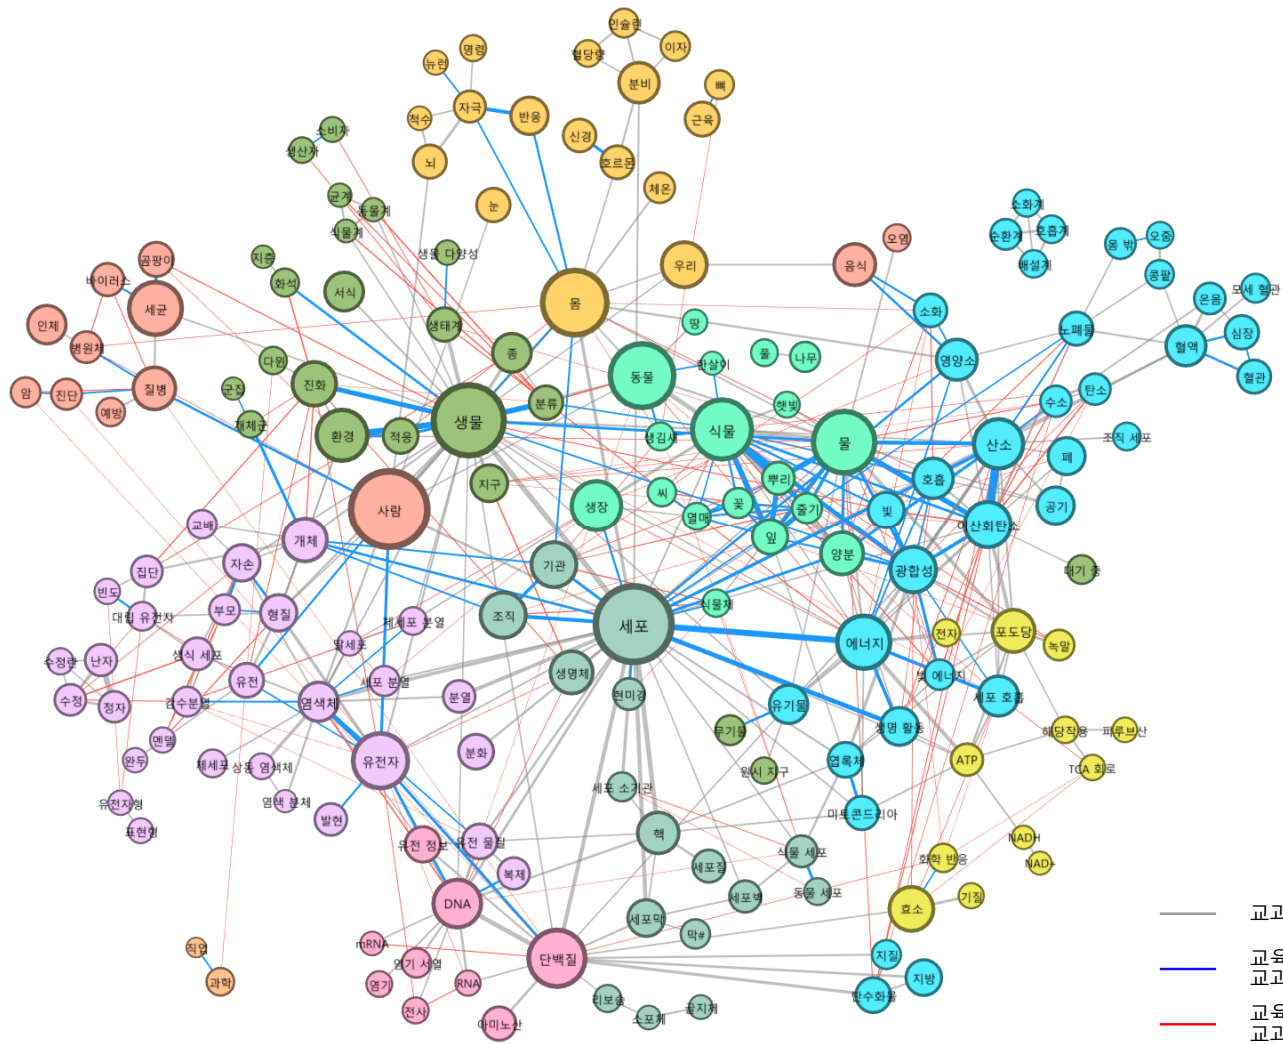 인슐린
명령
이자
뉴런
혈당량
분비
뼈
자극
반응
척수
근육
소비자
신경
생산자
뇌
호르몬
체온
균계
동물계
눈
식물계
소화계
오염
순환계
호흡계
몸 밖
오줌
생물 다양성
지층
곰팡이
우리
음식
배설계
콩팥
바이러스
화석
서식
모세 혈관
온몸
세균
몸
소화
인체
생태계
땅
노폐물
심장
병원체
종
풀
나무
혈액
다윈
한살이
영양소
동물
혈관
진화
질병
군집
암
진단
분류
햇빛
수소
탄소
예방
개체군
생물
환경
적응
생김새
식물
물
산소
조직 세포
폐
지구
뿌리
호흡
씨
꽃
공기
사람
생장
열매
줄기
빛
교배
개체
잎
양분
자손
기관
광합성
대기 중
집단
빈도
식물체
부모
형질
조직
대립 유전자
체세포 분열
세포
전자
포도당
딸세포
에너지
녹말
수정란
난자
생식 세포
유전
세포 분열
생명체
빛 에너지
수정
정자
감수분열
염색체
분열
현미경
유기물
세포 호흡
멘델
무기물
생명 활동
해당작용
피루브산
완두
체세포
상동 염색체
유전자
분화
원시 지구
엽록체
ATP
TCA 회로
세포 소기관
유전자형
염색 분체
발현
미토콘드리아
표현형
유전 정보
유전 물질
핵
NADH
식물 세포
화학 반응
NAD+
세포질
복제
동물 세포
세포벽
기질
DNA
효소
세포막
막#
교과
mRNA
직업
염기 서열
단백질
지질
교육
교과
과학
염기
RNA
지방
리보솜
탄수화물
전사
소포체
골지체
교육
교과
아미노산